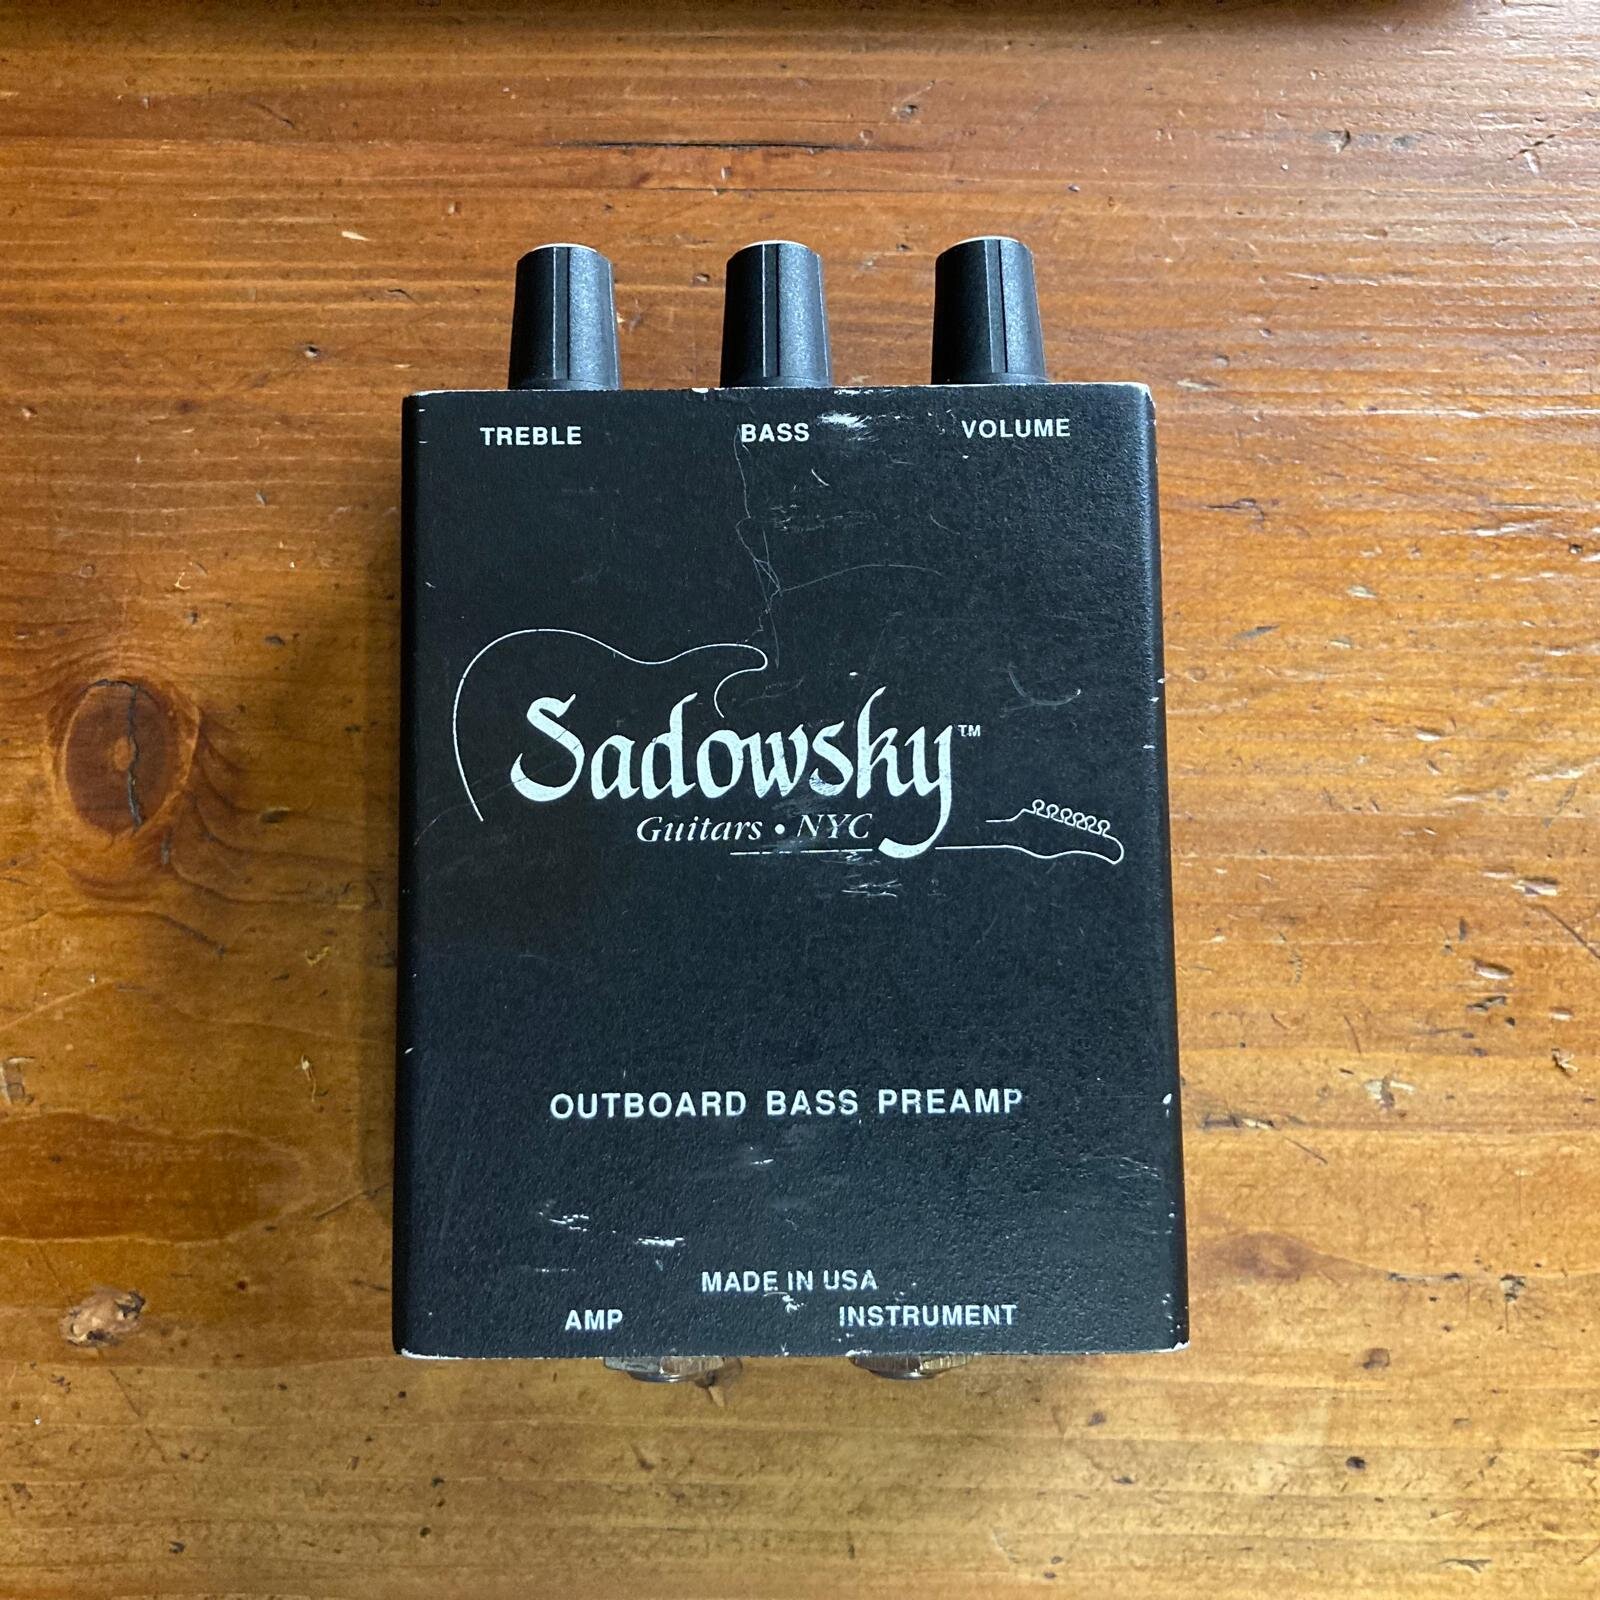 TREBLE BASS VOLUME
Sadowsky™
Guitars • NYC
OUTBOARD BASS PREAMP
MADE IN USA
AMP INSTRUMENT